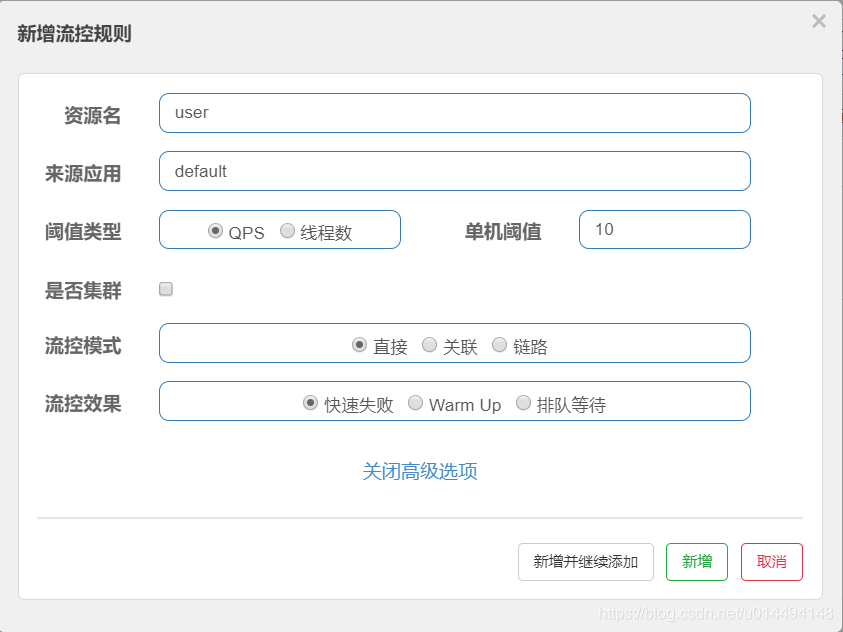 新增流控规则 ×
资源名 user
来源应用 default
阈值类型 QPS 线程数 单机阈值 10
是否集群
流控模式 直接 关联 链路
流控效果 快速失败 Warm Up 排队等待
关闭高级选项
新增并继续添加 新增 取消
https://blog.csdn.net/u014494148